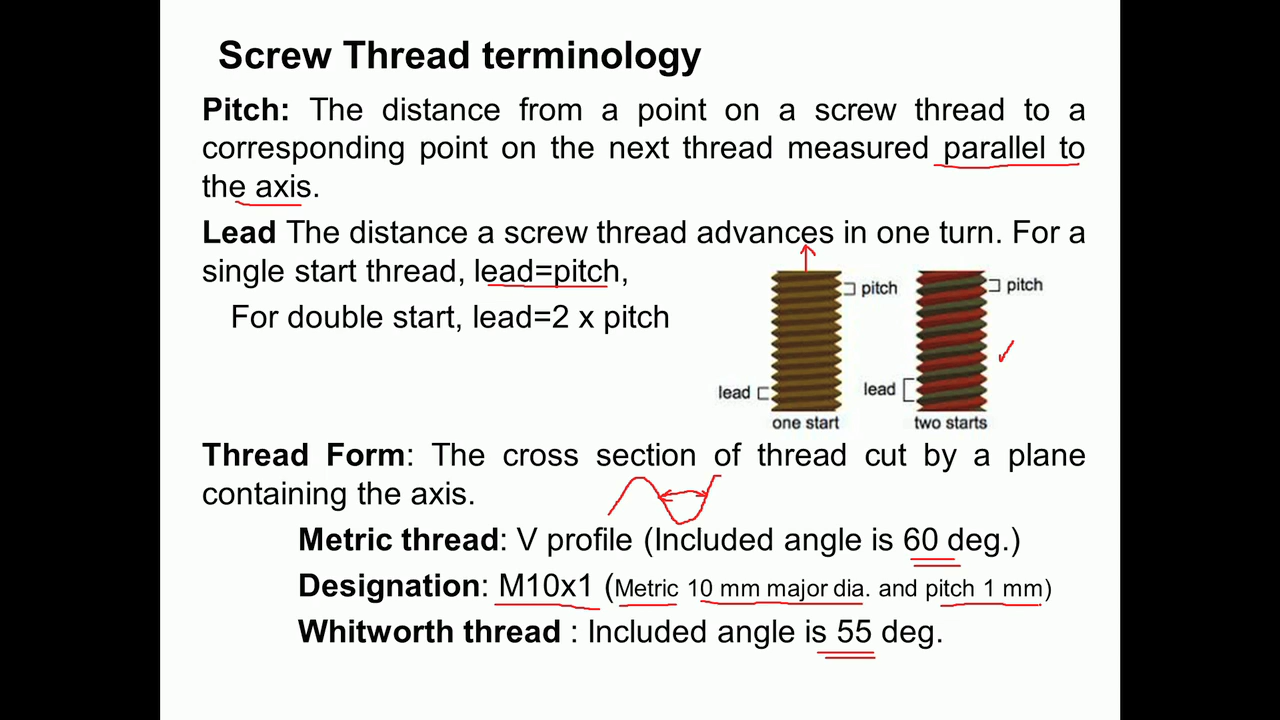 Screw Thread terminology
Pitch: The distance from a point on a screw thread to a
corresponding point on the next thread measured parallel to
the axis.
Lead The distance a screw thread advances in one turn. For a
single start thread, lead=pitch,
For double start, lead=2 x pitch
pitch
pitch
lead
lead
one start
two starts
Thread Form: The cross section of thread cut by a plane
containing the axis.
Metric thread: V profile (Included angle is 60 deg.)
Designation: M10x1 (Metric 10 mm major dia. and pitch 1 mm)
Whitworth thread : Included angle is 55 deg.